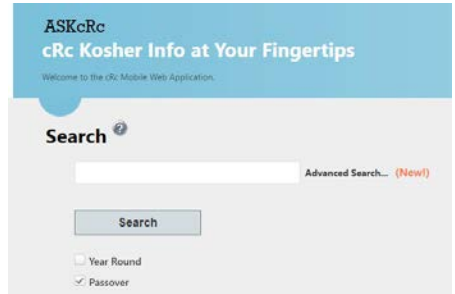 ASKcRc
cRc Kosher Info at Your Fingertips
Welcome to the cRc Mobile Web Application.
Search
Advanced Search... (New!)
Search
Year Round
Passover